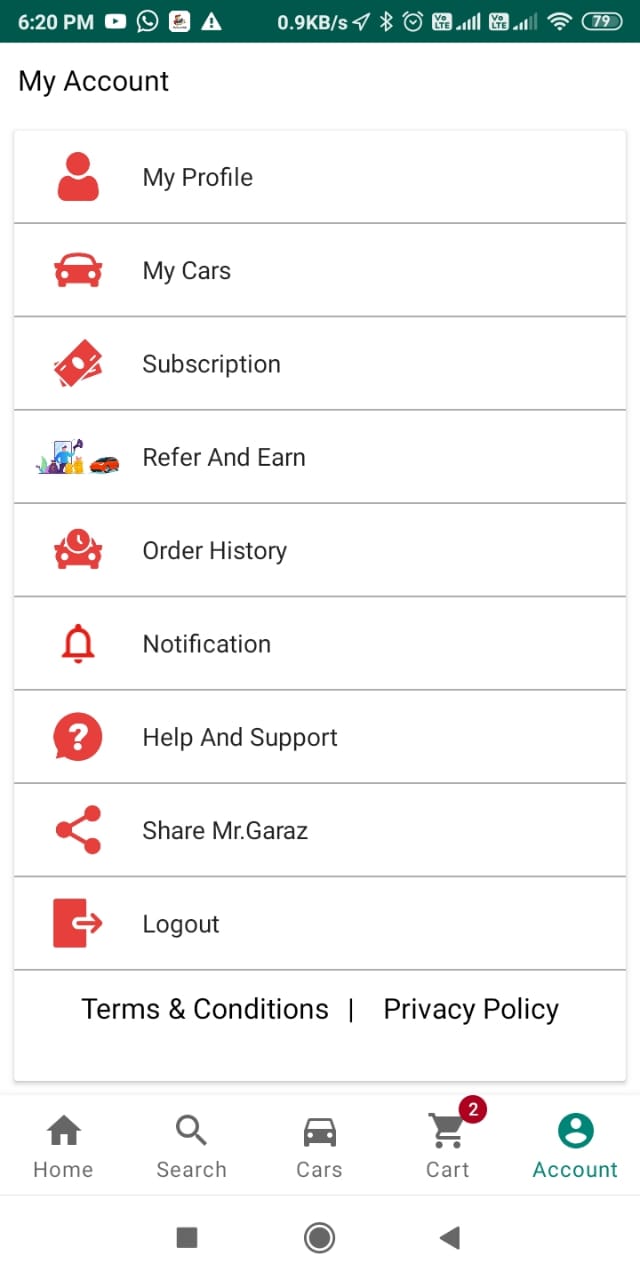 6:20 PM 0.9KB/s Vo LTE Vo LTE 79
My Account
My Profile
My Cars
Subscription
Refer And Earn
Order History
Notification
Help And Support
Share Mr.Garaz
Logout
Terms & Conditions | Privacy Policy
2
Home Search Cars Cart Account